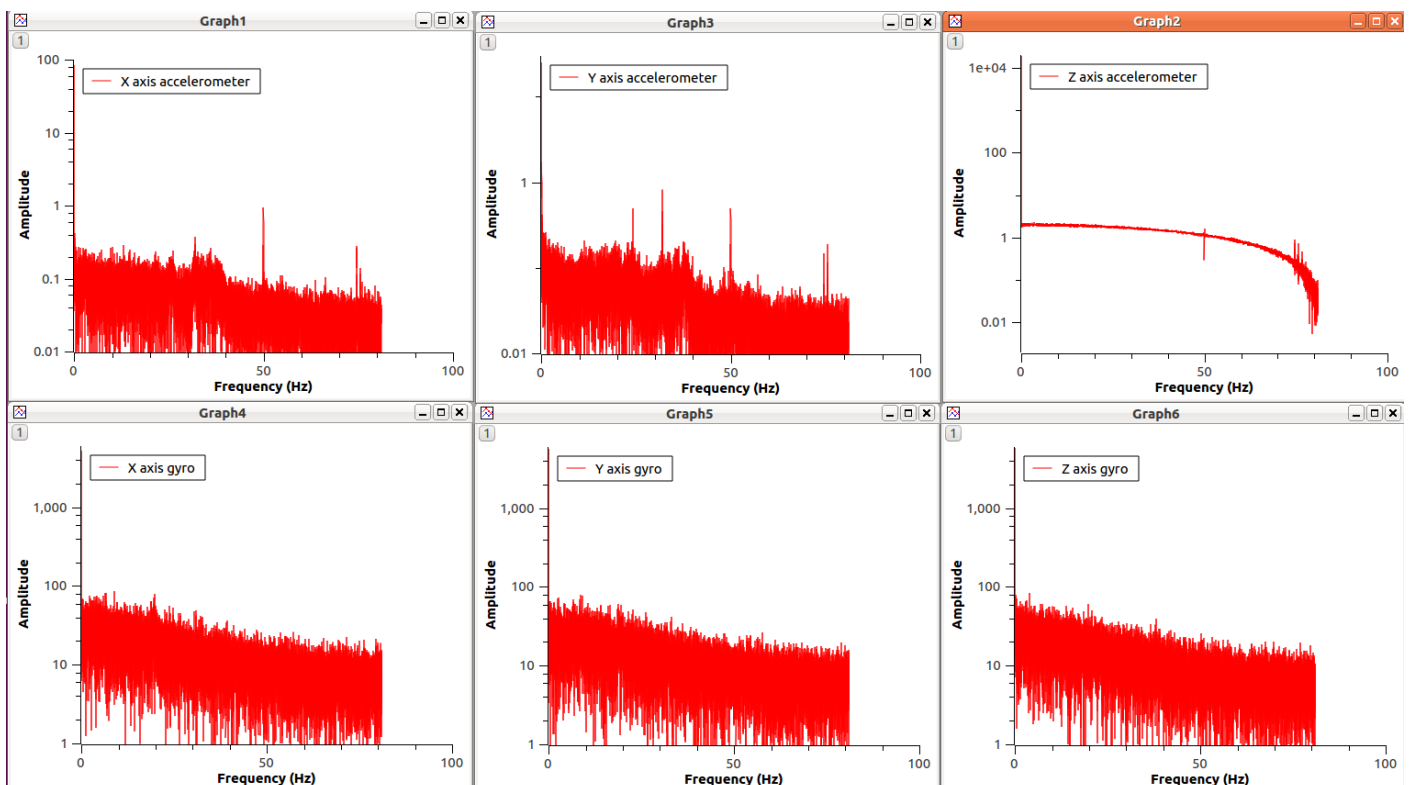 Graph1
1
X axis accelerometer
100
10
1
0.1
0.01
0
50
100
Amplitude
Frequency (Hz)
Graph3
1
Y axis accelerometer
1
0.01
0
50
100
Amplitude
Frequency (Hz)
Graph2
1
Z axis accelerometer
1e+04
100
1
0.01
0
50
100
Amplitude
Frequency (Hz)
Graph4
1
X axis gyro
1,000
100
10
1
0
50
100
Amplitude
Frequency (Hz)
Graph5
1
Y axis gyro
1,000
100
10
1
0
50
100
Amplitude
Frequency (Hz)
Graph6
1
Z axis gyro
1,000
100
10
1
0
50
100
Amplitude
Frequency (Hz)